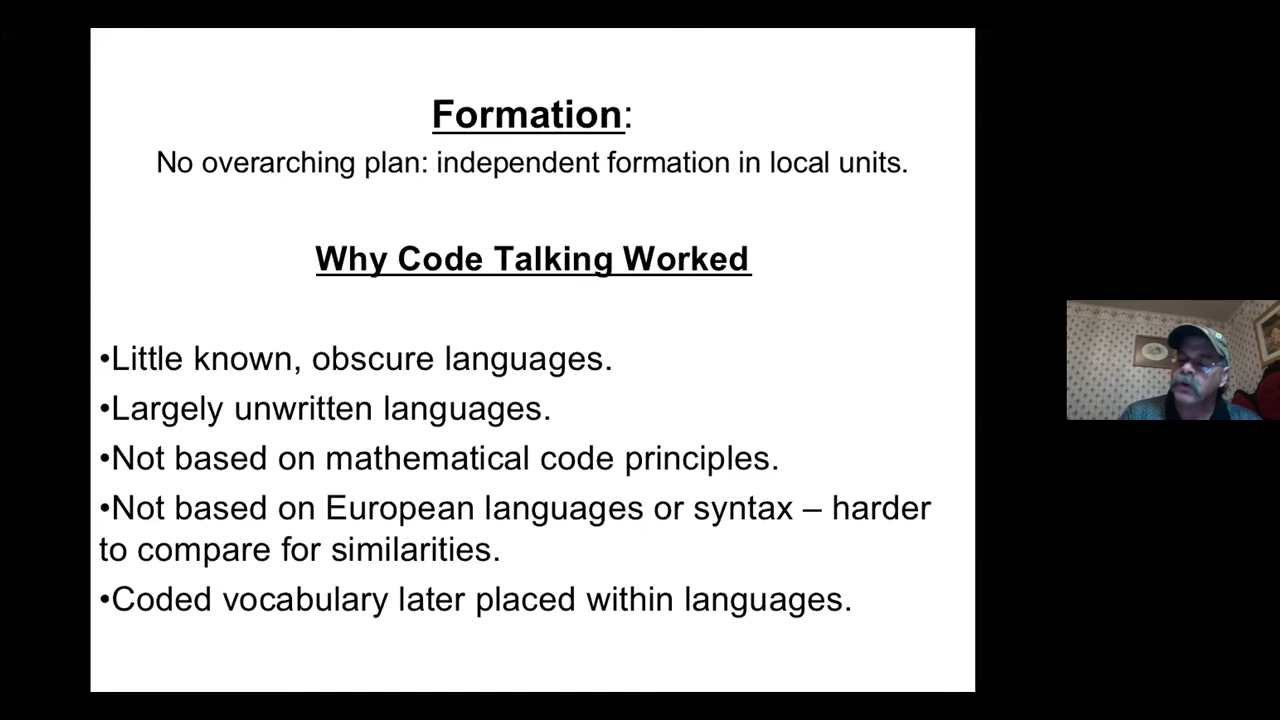 Formation:
No overarching plan: independent formation in local units.
Why Code Talking Worked
•Little known, obscure languages.
•Largely unwritten languages.
•Not based on mathematical code principles.
•Not based on European languages or syntax – harder
to compare for similarities.
•Coded vocabulary later placed within languages.